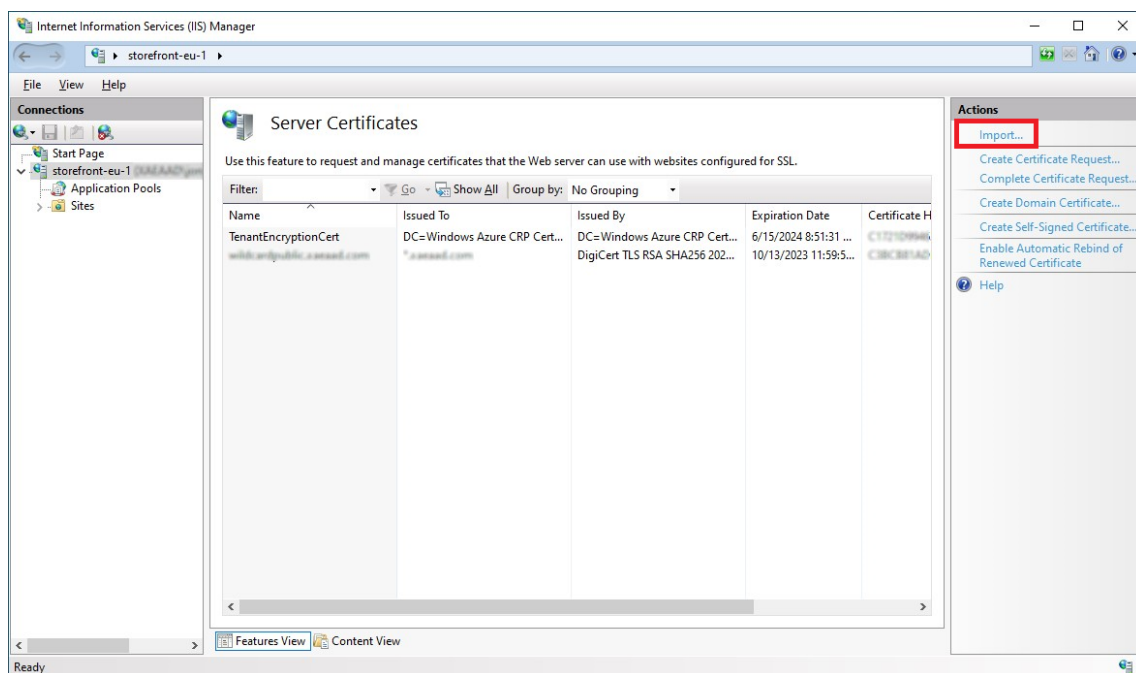 Internet Information Services (IIS) Manager
storefront-eu-1
File View Help
Connections
Start Page
storefront-eu-1
Application Pools
Sites
Server Certificates
Use this feature to request and manage certificates that the Web server can use with websites configured for SSL.
Filter: Go Show All Group by: No Grouping
Name Issued To Issued By Expiration Date Certificate H
TenantEncryptionCert DC=Windows Azure CRP Cert... DC=Windows Azure CRP Cert... 6/15/2024 8:51:31 ...
DigiCert TLS RSA SHA256 202... 10/13/2023 11:59:5...
Features View Content View
Actions
Import...
Create Certificate Request...
Complete Certificate Request...
Create Domain Certificate...
Create Self-Signed Certificate...
Enable Automatic Rebind of
Renewed Certificate
Help
Ready